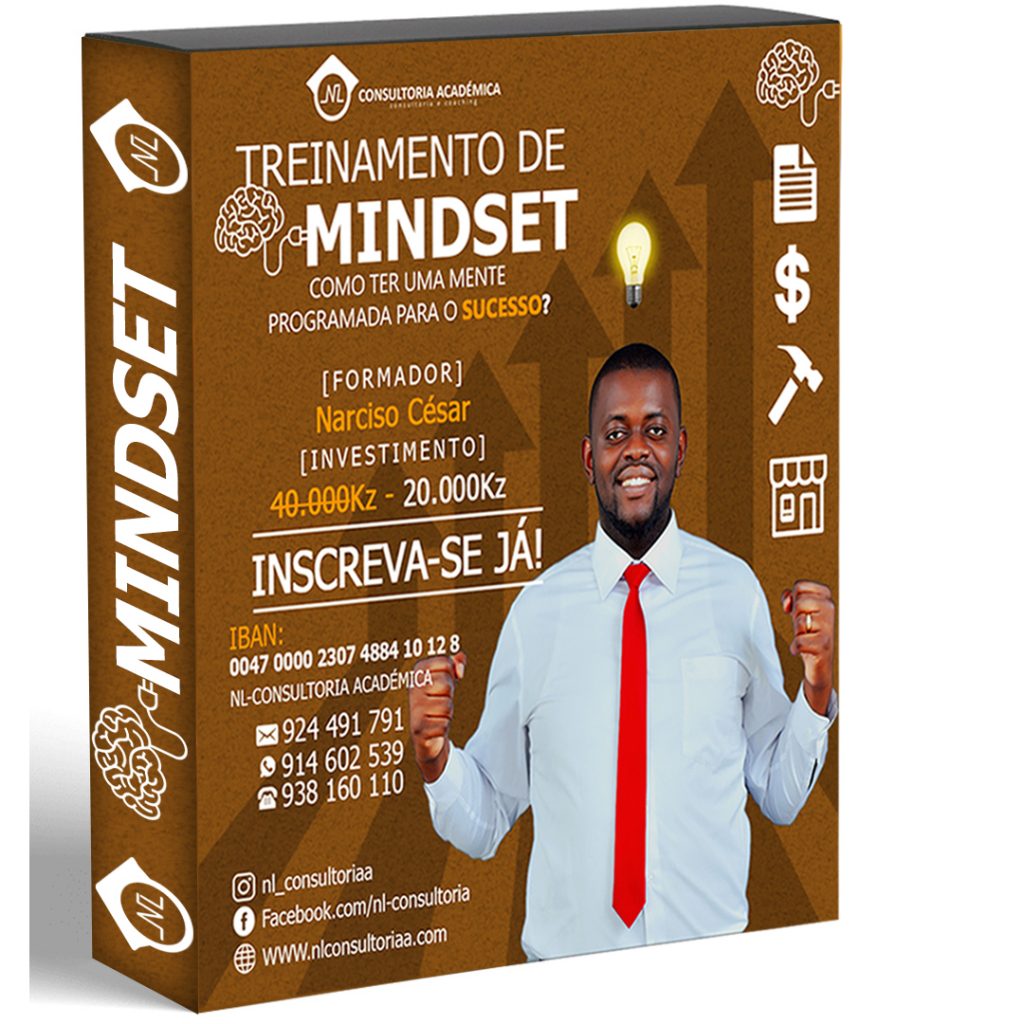 NL
CONSULTORIA ACADÉMICA
consultoria e coaching
TREINAMENTO DE
MINDSET
COMO TER UMA MENTE
PROGRAMADA PARA O SUCESSO?
[FORMADOR]
Narciso César
[INVESTIMENTO]
40.000Kz - 20.000Kz
INSCREVA-SE JÁ!
IBAN:
0047 0000 2307 4884 10 12 8
NL-CONSULTORIA ACADÉMICA
924 491 791
914 602 539
938 160 110
nl_consultoriaa
Facebook.com/nl-consultoria
WWW.nlconsultoriaa.com
$
NL
MINDSET
NL